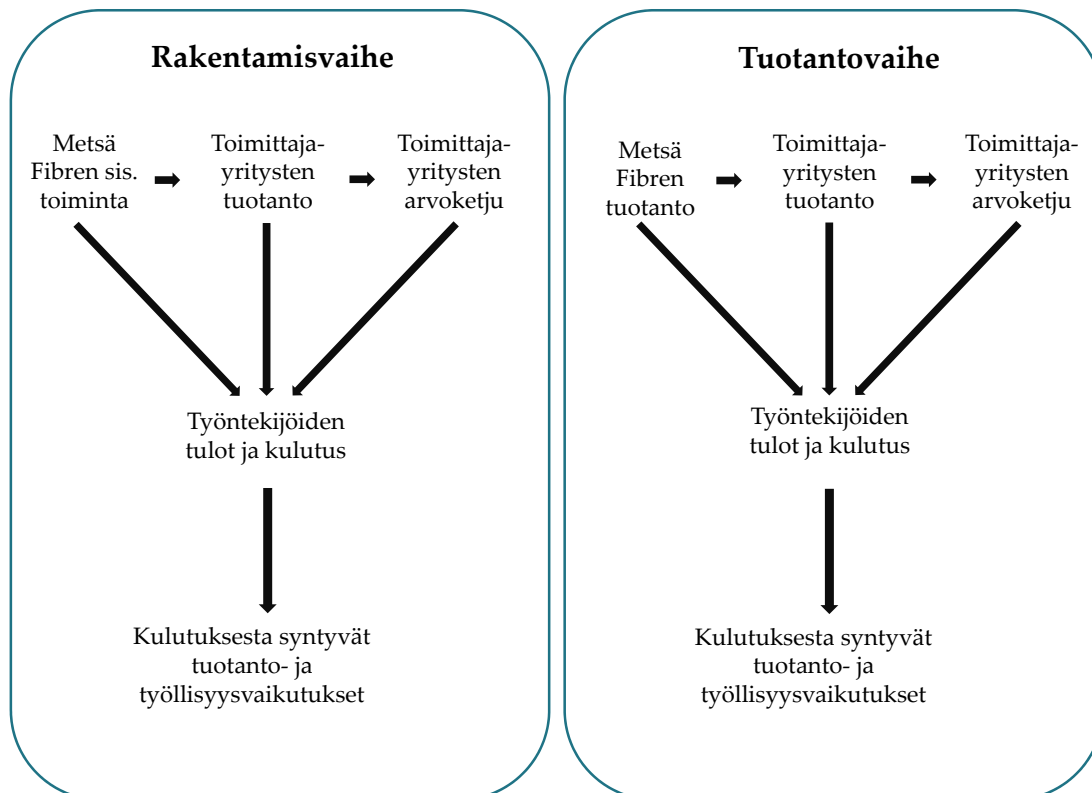 Rakentamisvaihe
Metsä
Fibren sis.
toiminta
Toimittaja-
yritysten
tuotanto
Toimittaja-
yritysten
arvoketju
Työntekijöiden
tulot ja kulutus
Kulutuksesta syntyvät
tuotanto- ja
työllisyysvaikutukset
Tuotantovaihe
Metsä
Fibren
tuotanto
Toimittaja-
yritysten
tuotanto
Toimittaja-
yritysten
arvoketju
Työntekijöiden
tulot ja kulutus
Kulutuksesta syntyvät
tuotanto- ja
työllisyysvaikutukset